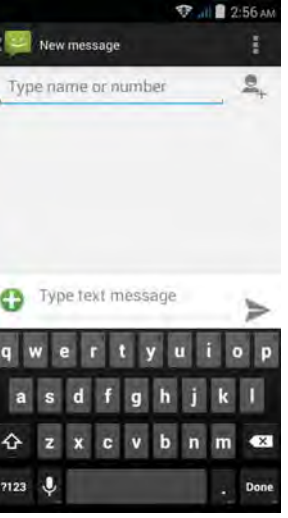 2:56 AM
New message
Type name or number
Type text message
q w e r t y u i o p
a s d f g h j k l
z x c v b n m
?123 . Done